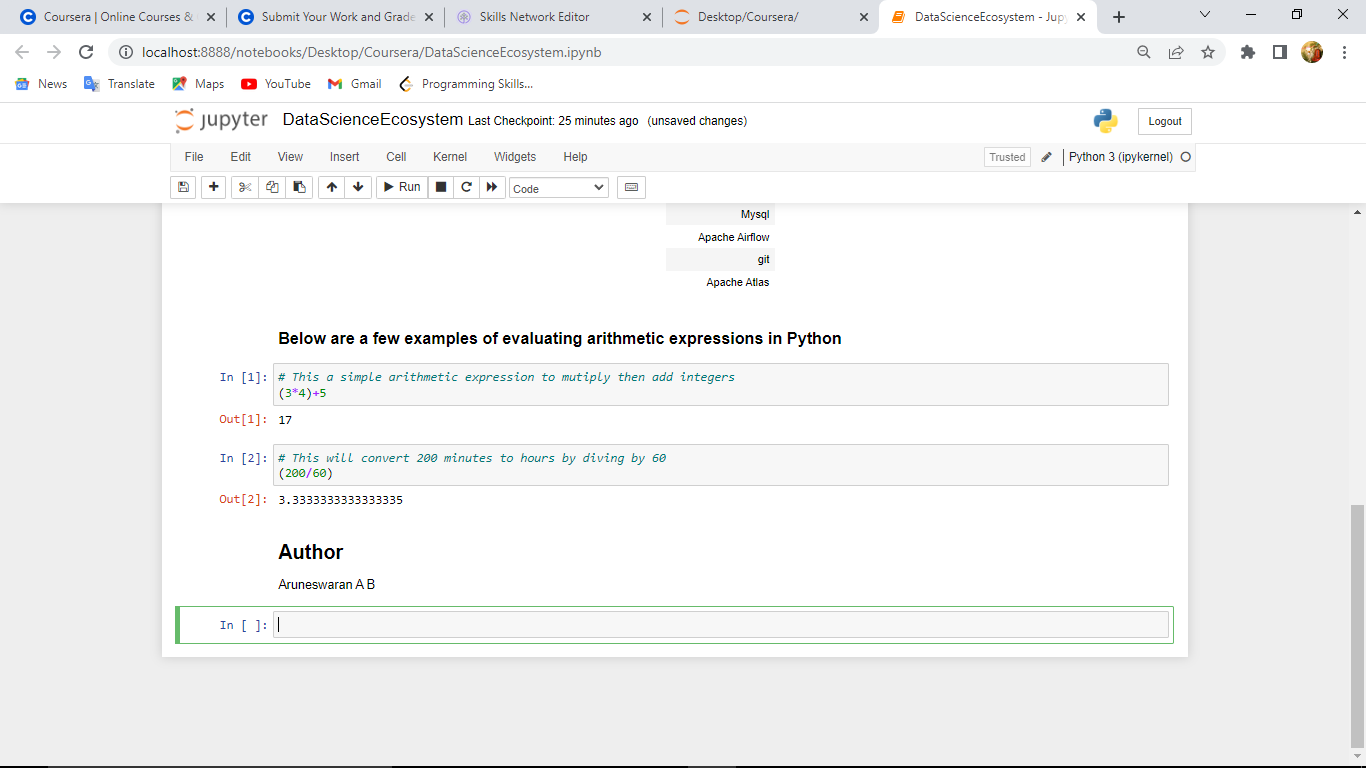 Coursera | Online Courses &
Submit Your Work and Grade
Skills Network Editor
Desktop/Coursera/
DataScienceEcosystem - Jupy
localhost:8888/notebooks/Desktop/Coursera/DataScienceEcosystem.ipynb
News
Translate
Maps
YouTube
Gmail
Programming Skills...
jupyter DataScienceEcosystem Last Checkpoint: 25 minutes ago (unsaved changes)
Logout
File Edit View Insert Cell Kernel Widgets Help
Trusted
Python 3 (ipykernel)
Run
Code
Mysql
Apache Airflow
git
Apache Atlas
Below are a few examples of evaluating arithmetic expressions in Python
In [1]: # This a simple arithmetic expression to mutiply then add integers
(3*4)+5
Out[1]: 17
In [2]: # This will convert 200 minutes to hours by diving by 60
(200/60)
Out[2]: 3.3333333333333335
Author
Aruneswaran A B
In [ ]: